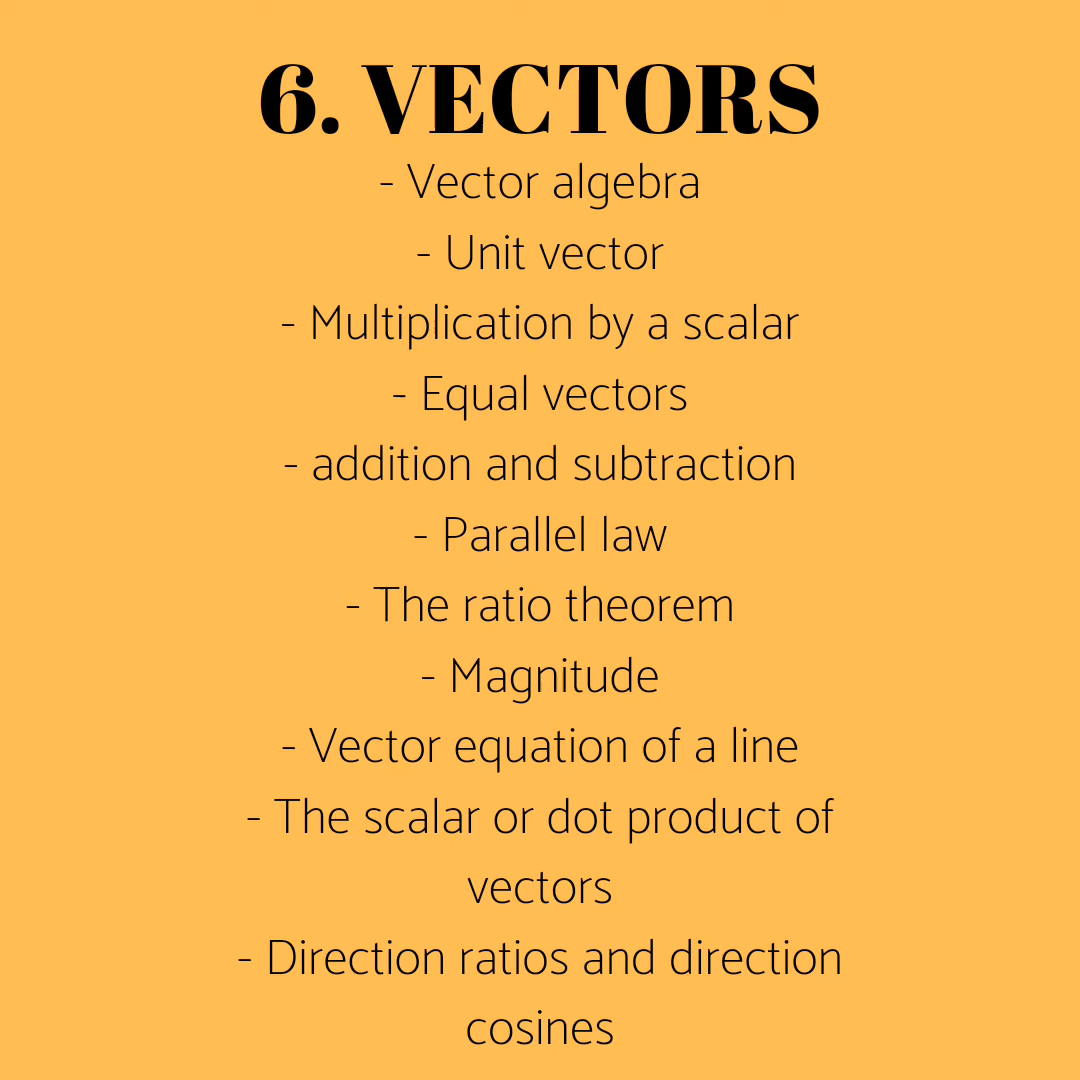 6. VECTORS
- Vector algebra
- Unit vector
- Multiplication by a scalar
- Equal vectors
- addition and subtraction
- Parallel law
- The ratio theorem
- Magnitude
- Vector equation of a line
- The scalar or dot product of
vectors
- Direction ratios and direction
cosines